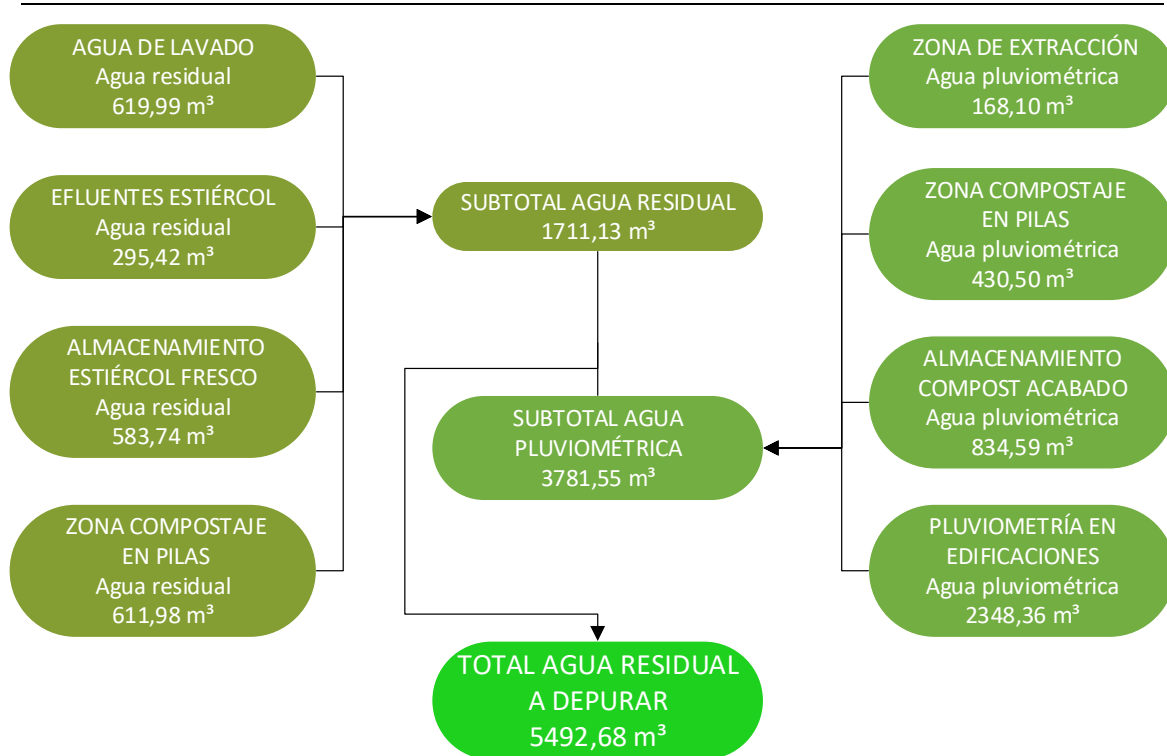 AGUA DE LAVADO
Agua residual
619,99 m³
EFLUENTES ESTIÉRCOL
Agua residual
295,42 m³
ALMACENAMIENTO
ESTIÉRCOL FRESCO
Agua residual
583,74 m³
ZONA COMPOSTAJE
EN PILAS
Agua residual
611,98 m³
SUBTOTAL AGUA RESIDUAL
1711,13 m³
SUBTOTAL AGUA
PLUVIOMÉTRICA
3781,55 m³
TOTAL AGUA RESIDUAL
A DEPURAR
5492,68 m³
ZONA DE EXTRACCIÓN
Agua pluviométrica
168,10 m³
ZONA COMPOSTAJE
EN PILAS
Agua pluviométrica
430,50 m³
ALMACENAMIENTO
COMPOST ACABADO
Agua pluviométrica
834,59 m³
PLUVIOMETRÍA EN
EDIFICACIONES
Agua pluviométrica
2348,36 m³